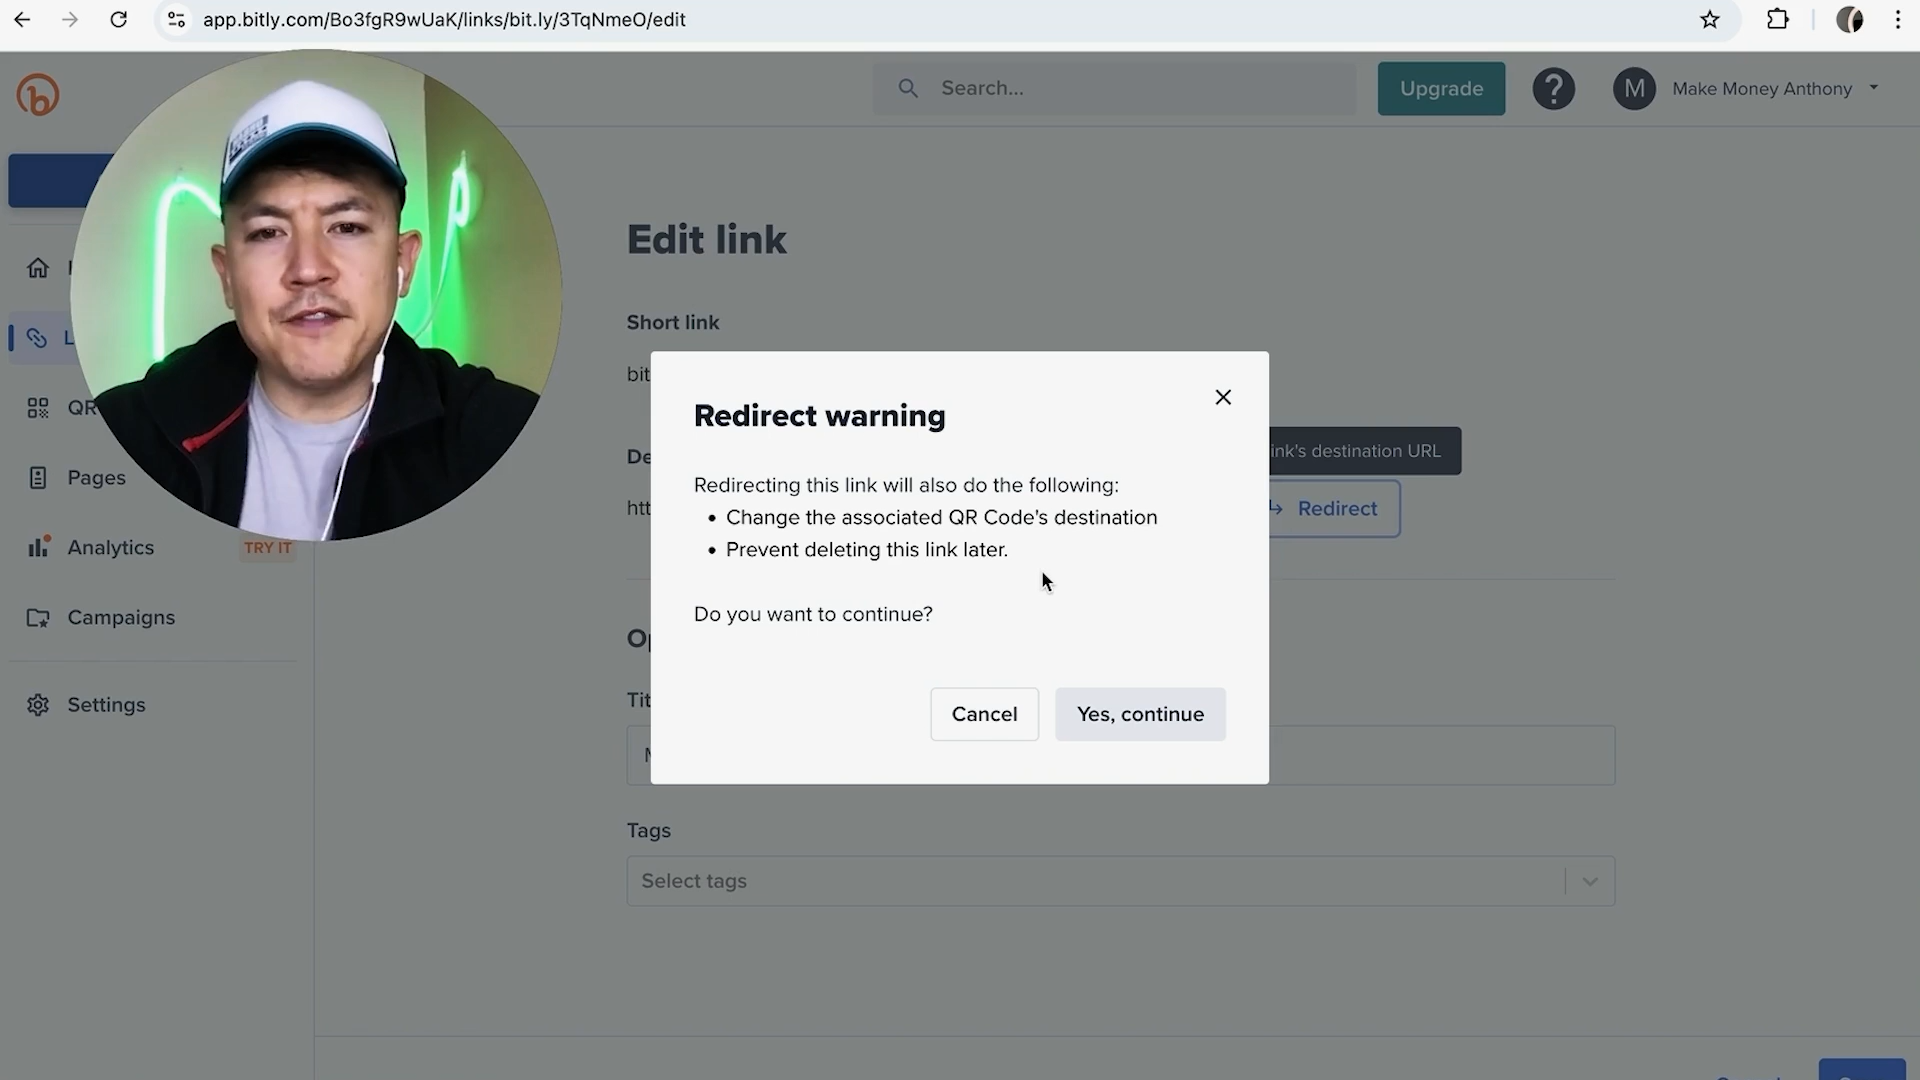 app.bitly.com/Bo3fgR9wUaK/links/bit.ly/3TqNmeO/edit
Search...
Upgrade
?
M
Make Money Anthony
Edit link
Short link
bit
Redirect warning
ink's destination URL
Redirecting this link will also do the following:
• Change the associated QR Code's destination
• Prevent deleting this link later.
Redirect
Do you want to continue?
Cancel
Yes, continue
QR
Pages
Analytics
TRY IT
Campaigns
Settings
De
htt
Tit
Tags
Select tags